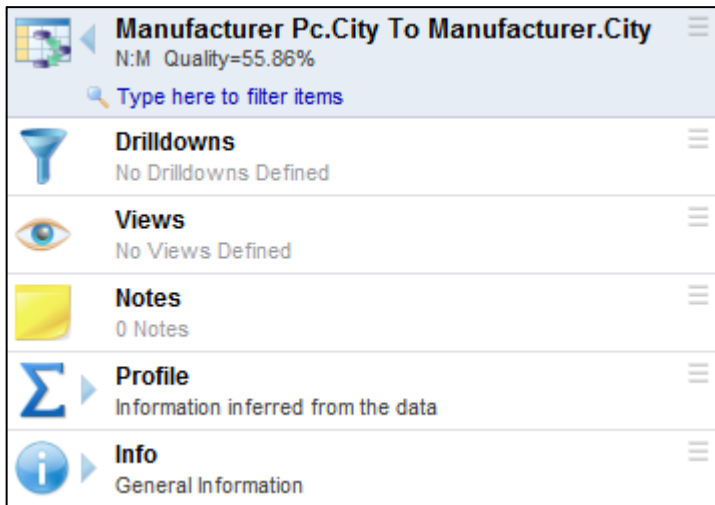 Manufacturer Pc.City To Manufacturer.City
N:M Quality=55.86%
Type here to filter items
Drilldowns
No Drilldowns Defined
Views
No Views Defined
Notes
0 Notes
Profile
Information inferred from the data
Info
General Information